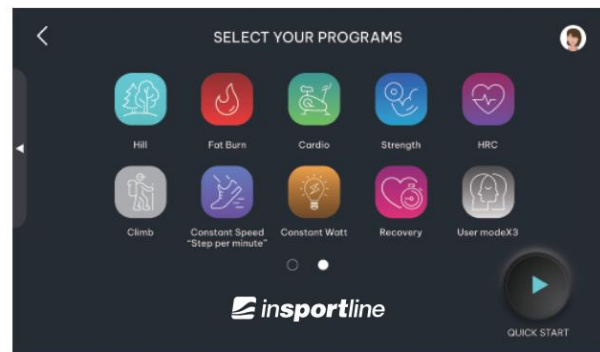 SELECT YOUR PROGRAMS
Hill
Fat Burn
Cardio
Strength
HRC
Climb
Constant Speed
"Step per minute"
Constant Watt
Recovery
User modeX3
insportline
QUICK START